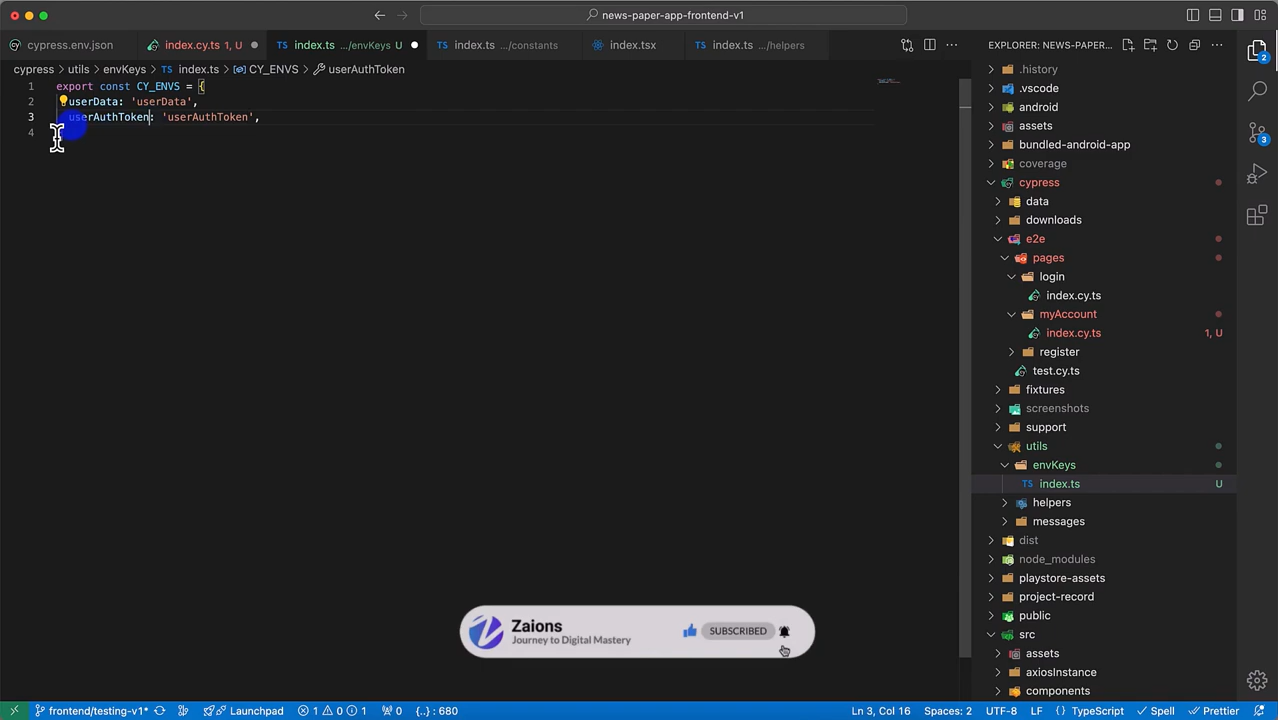 news-paper-app-frontend-v1
cypress.env.json
index.cy.ts 1, U
index.ts .../envKeys U
index.ts .../constants
index.tsx
index.ts .../helpers
cypress > utils > envKeys > TS index.ts > CY_ENVS > userAuthToken
1 export const CY_ENVS = {
2 userData: 'userData',
3 userAuthToken: 'userAuthToken',
4
EXPLORER: NEWS-PAPER...
.history
.vscode
android
assets
bundled-android-app
coverage
cypress
data
downloads
e2e
pages
login
index.cy.ts
myAccount
index.cy.ts 1, U
register
test.cy.ts
fixtures
screenshots
support
utils
envKeys
TS index.ts U
helpers
messages
dist
node_modules
playstore-assets
project-record
public
src
assets
axiosInstance
components
2
3
Zaions
Journey to Digital Mastery
SUBSCRIBED
frontend/testing-v1* Launchpad 1 0 1 0 {..} : 680
Ln 3, Col 16 Spaces: 2 UTF-8 LF {} TypeScript Spell Prettier